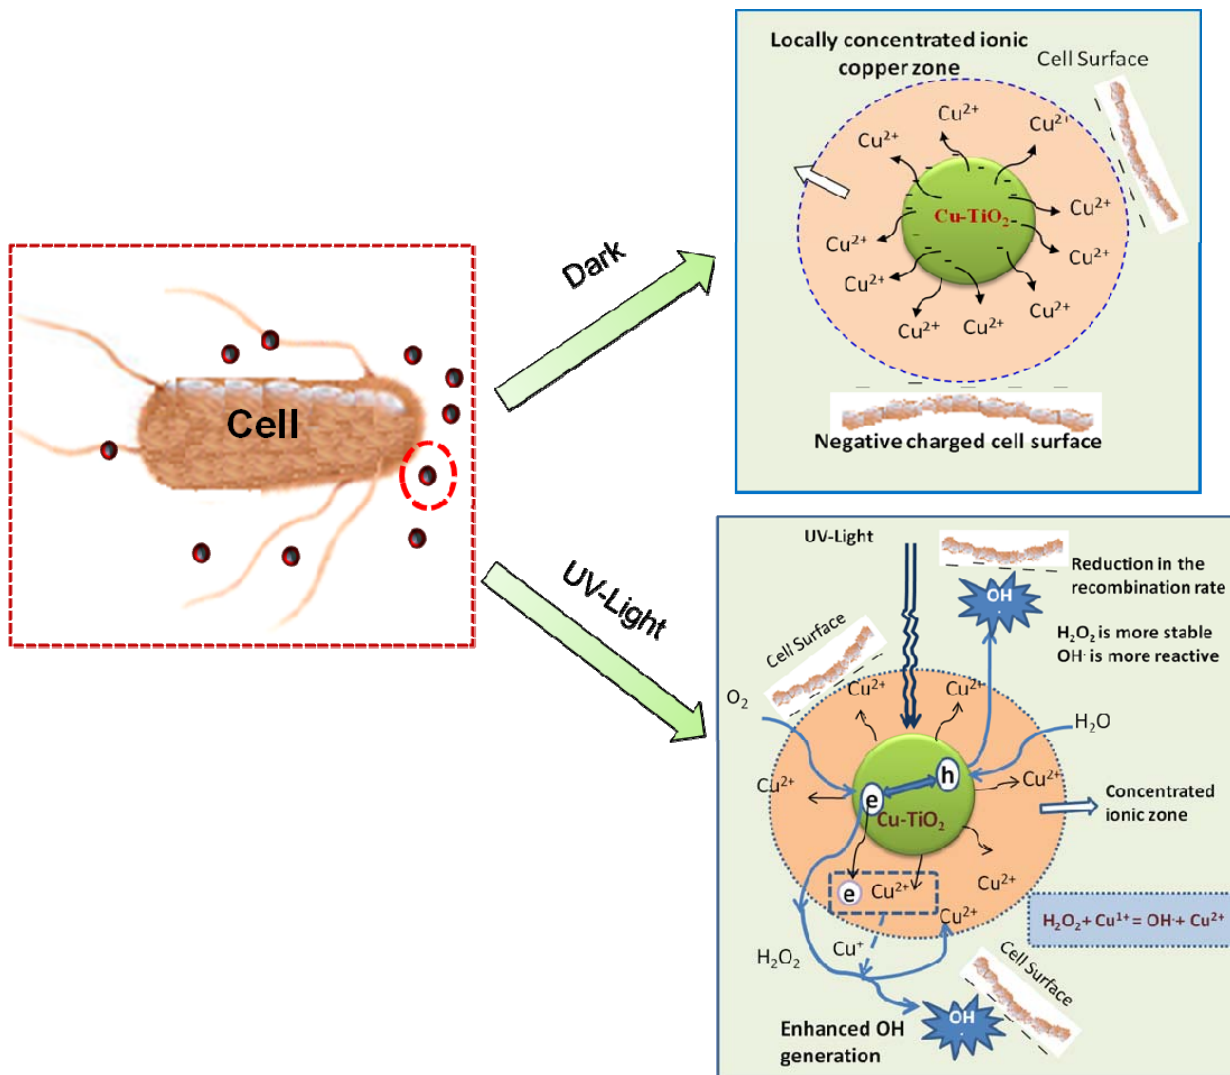 Cell
Dark
UV-Light
Locally concentrated ionic
copper zone
Cell Surface
Cu²⁺
Cu²⁺
Cu²⁺
Cu-TiO₂
Cu²⁺
Cu²⁺
Cu²⁺
Cu²⁺
Cu²⁺
Cu²⁺
Cu²⁺
Negative charged cell surface
UV-Light
Reduction in the
recombination rate
OH
.
H₂O₂ is more stable
OH· is more reactive
Cell Surface
Cu²⁺
Cu²⁺
O₂
H₂O
h
Cu²⁺
Cu²⁺
e
Cu-TiO₂
Concentrated
ionic zone
e
Cu²⁺
Cu²⁺
Cu²⁺
H₂O₂ + Cu¹⁺ = OH· + Cu²⁺
Cu⁺
H₂O₂
Cell Surface
OH
.
Enhanced OH
generation